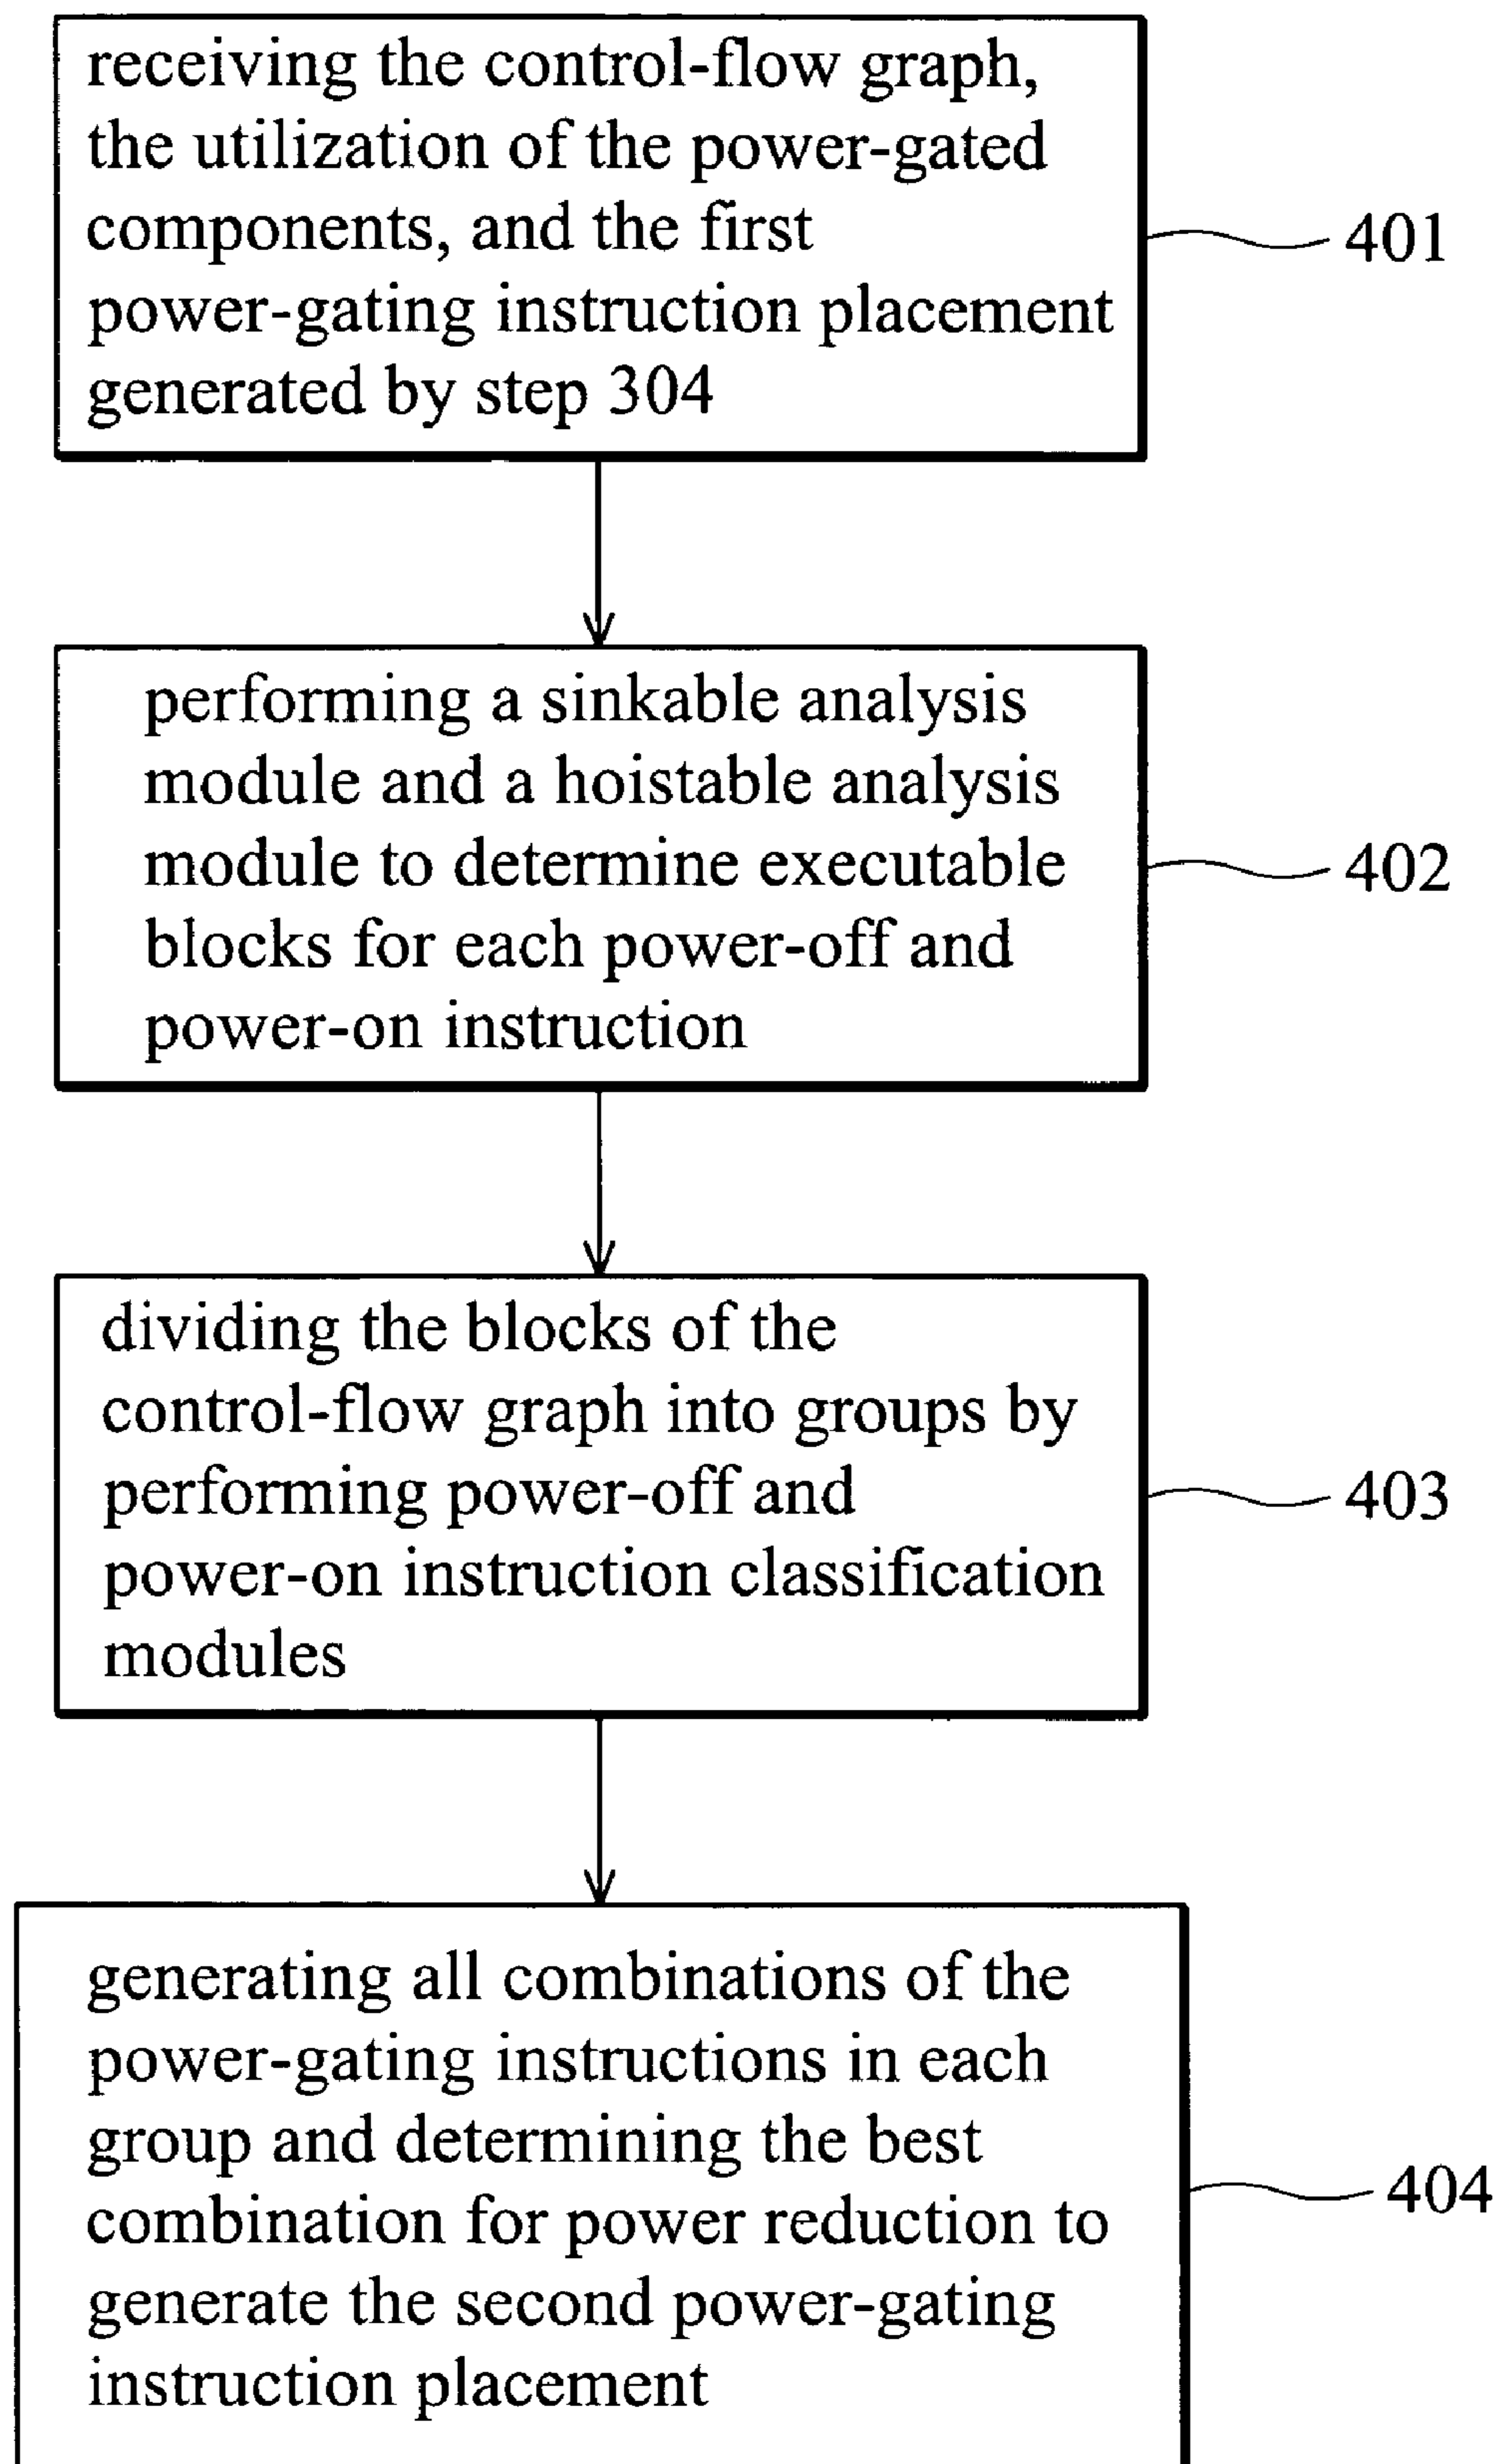 receiving the control-flow graph,
the utilization of the power-gated
components, and the first
power-gating instruction placement
generated by step 304
401
performing a sinkable analysis
module and a hoistable analysis
module to determine executable
blocks for each power-off and
power-on instruction
402
dividing the blocks of the
control-flow graph into groups by
performing power-off and
power-on instruction classification
modules
403
generating all combinations of the
power-gating instructions in each
group and determining the best
combination for power reduction to
generate the second power-gating
instruction placement
404